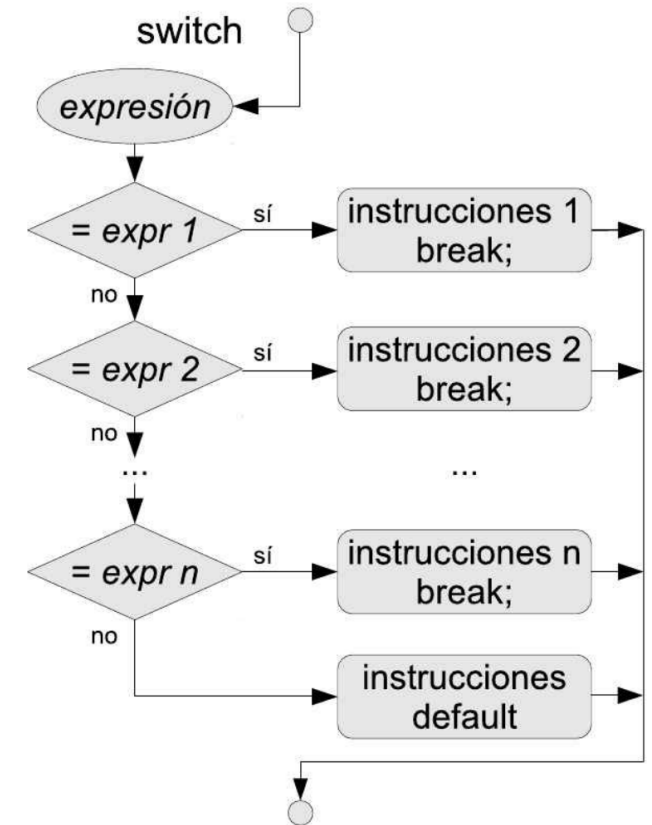 switch
expresión
= expr 1
sí
instrucciones 1
break;
no
= expr 2
sí
instrucciones 2
break;
no
...
...
= expr n
sí
instrucciones n
break;
no
instrucciones
default